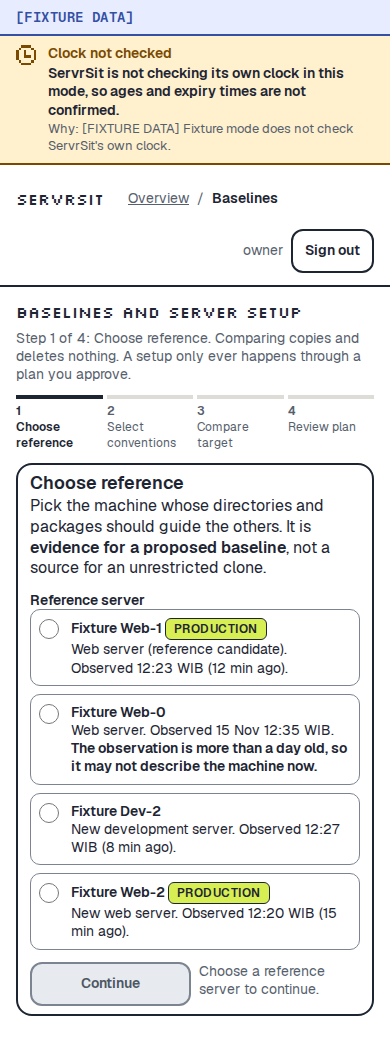 [FIXTURE DATA]
Clock not checked
ServrSit is not checking its own clock in this
mode, so ages and expiry times are not
confirmed.
Why: [FIXTURE DATA] Fixture mode does not check
ServrSit's own clock.
SERVRSIT
Overview / Baselines
owner
Sign out
BASELINES AND SERVER SETUP
Step 1 of 4: Choose reference. Comparing copies and
deletes nothing. A setup only ever happens through a
plan you approve.
1
Choose
reference
2
Select
conventions
3
Compare
target
4
Review plan
Choose reference
Pick the machine whose directories and
packages should guide the others. It is
evidence for a proposed baseline, not a
source for an unrestricted clone.
Reference server
Fixture Web-1 PRODUCTION
Web server (reference candidate).
Observed 12:23 WIB (12 min ago).
Fixture Web-0
Web server. Observed 15 Nov 12:35 WIB.
The observation is more than a day old, so
it may not describe the machine now.
Fixture Dev-2
New development server. Observed 12:27
WIB (8 min ago).
Fixture Web-2 PRODUCTION
New web server. Observed 12:20 WIB (15
min ago).
Continue
Choose a reference
server to continue.